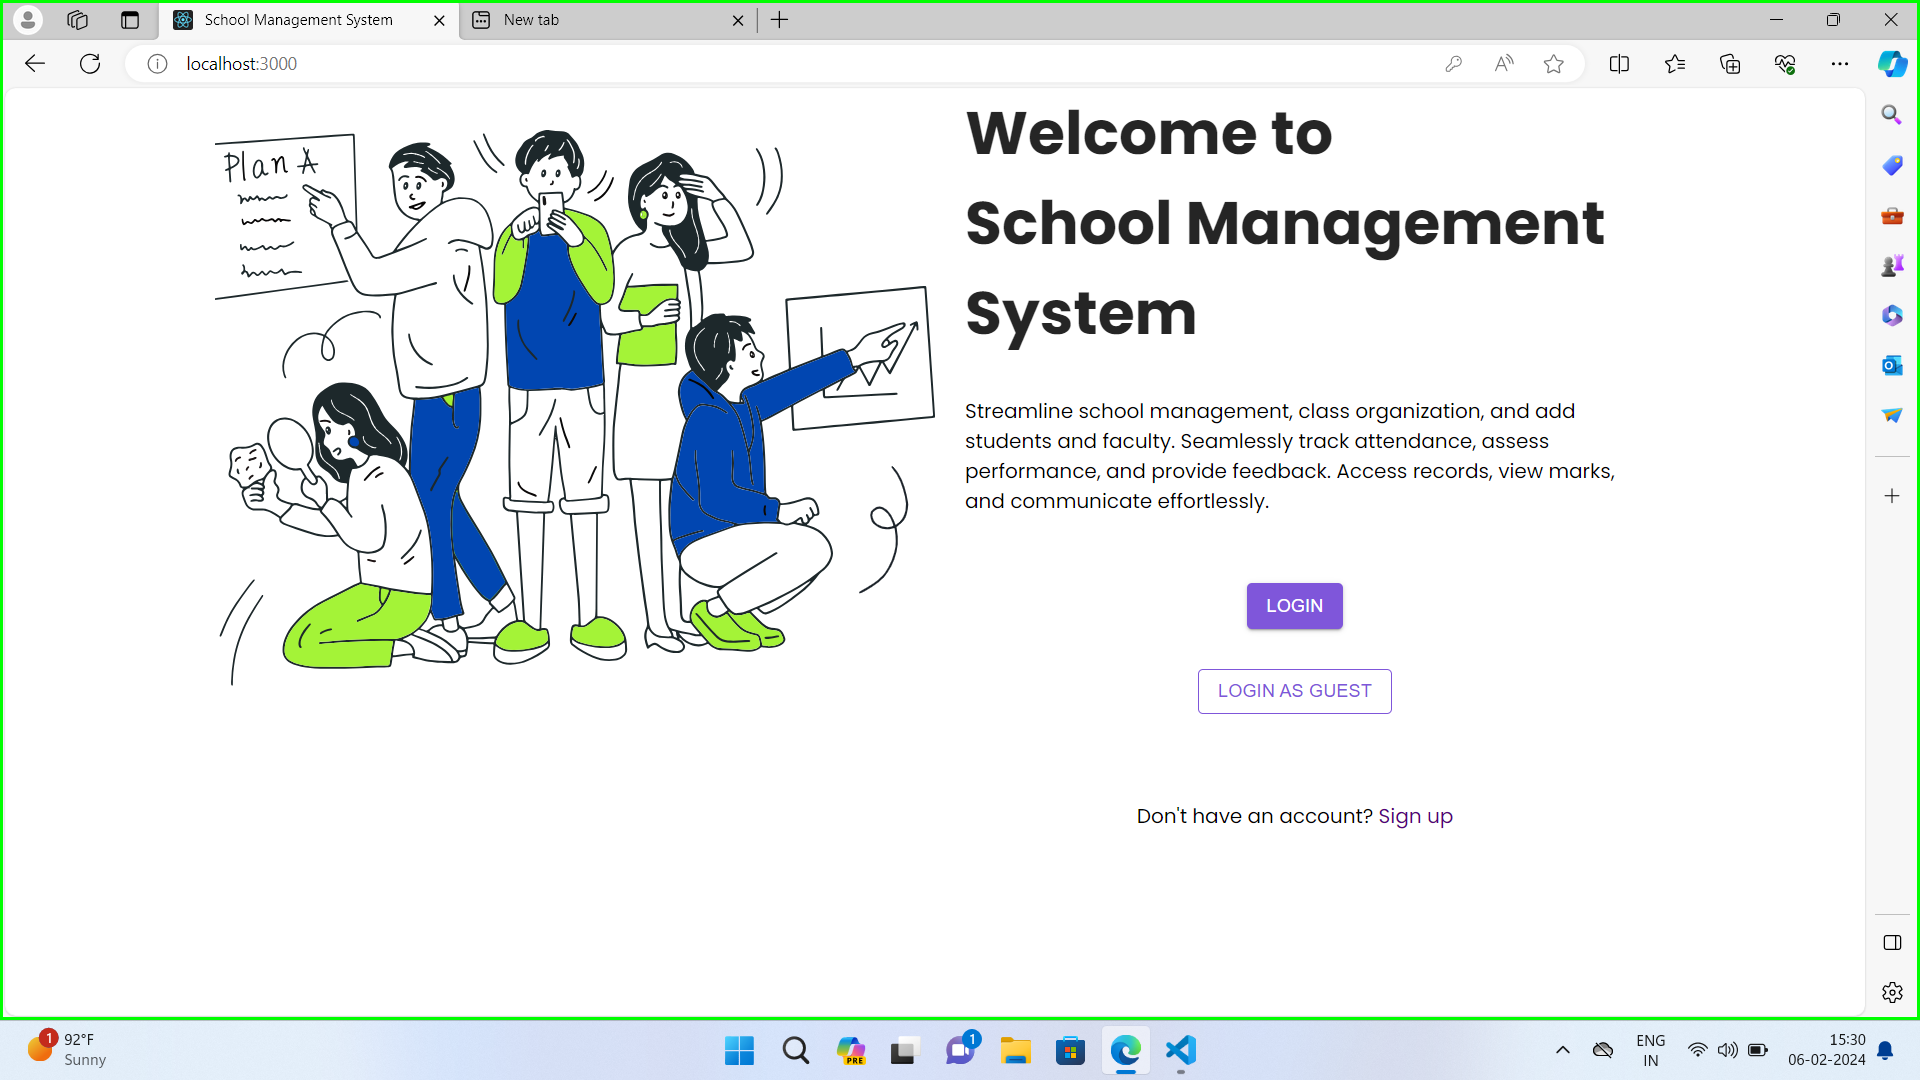 School Management System
New tab
localhost:3000
Plan A
Welcome to
School Management
System
Streamline school management, class organization, and add
students and faculty. Seamlessly track attendance, assess
performance, and provide feedback. Access records, view marks,
and communicate effortlessly.
LOGIN
LOGIN AS GUEST
Don't have an account? Sign up
1
92°F
Sunny
PRE
1
ENG
IN
15:30
06-02-2024